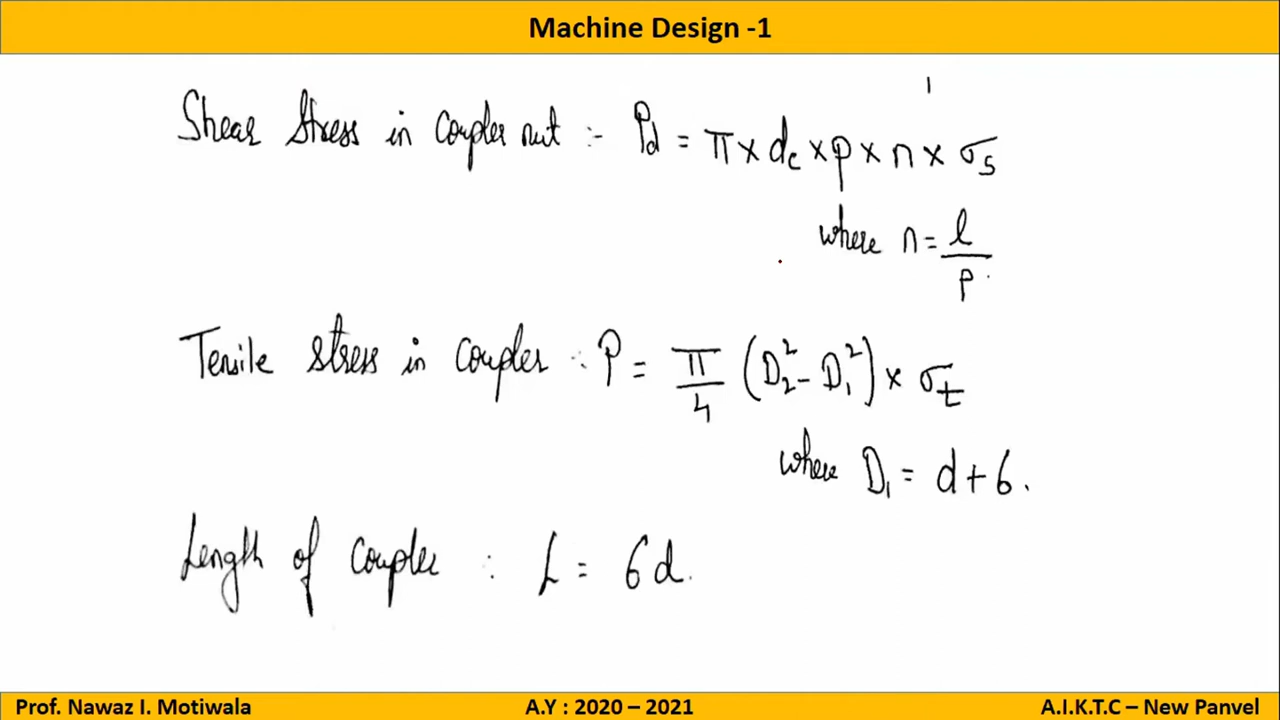 Machine Design -1
Shear Stress in Coupler nut :- Pd = π × dc × p × n × σs
where n = l/p
Tensile stress in Coupler : P = π/4 (D₂² - D₁²) × σt
where D₁ = d + 6.
Length of Coupler : L = 6d.
Prof. Nawaz I. Motiwala
A.Y : 2020 – 2021
A.I.K.T.C – New Panvel